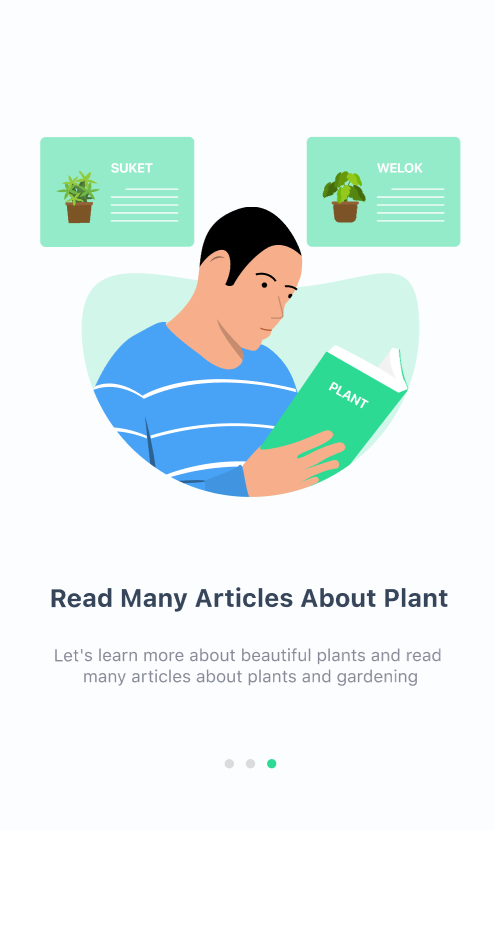 SUKET
WELOK
PLANT
Read Many Articles About Plant
Let's learn more about beautiful plants and read
many articles about plants and gardening